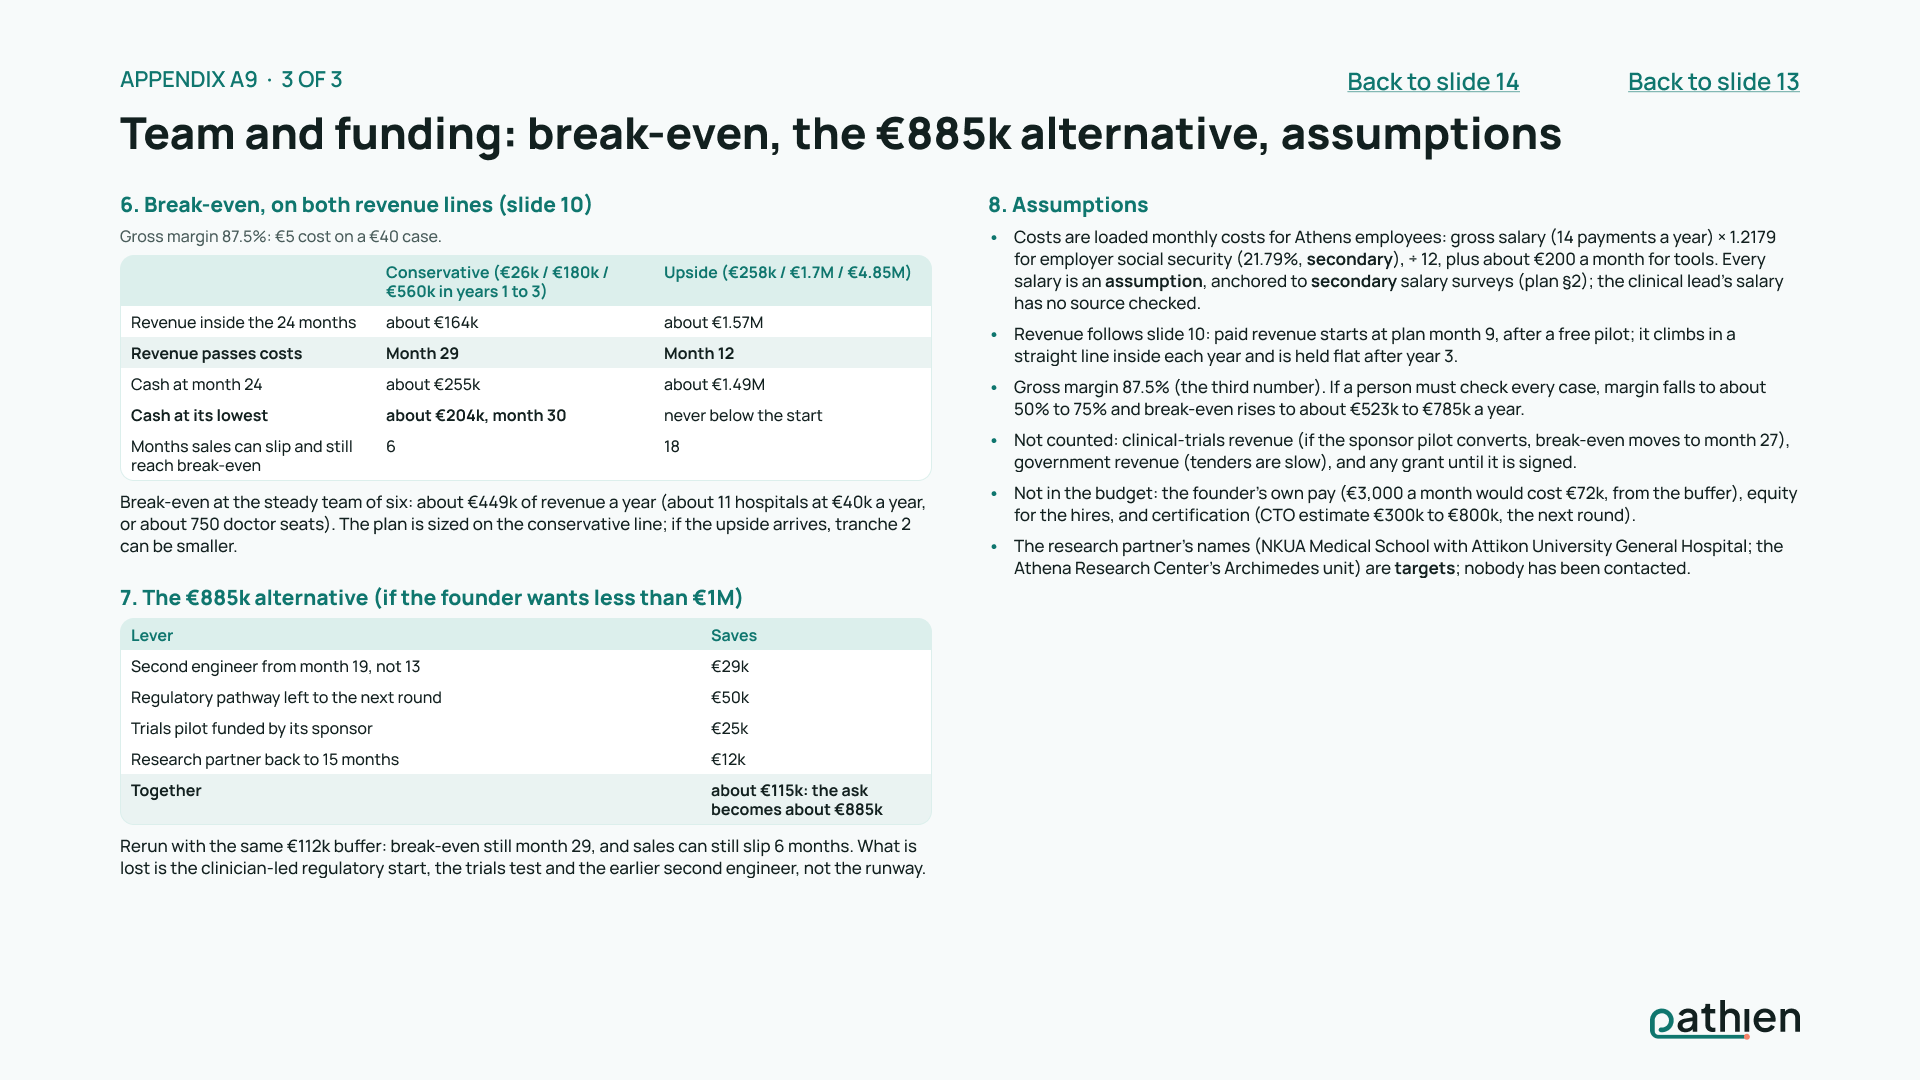 APPENDIX A9 · 3 OF 3
Back to slide 14
Back to slide 13
Team and funding: break-even, the €885k alternative, assumptions
6. Break-even, on both revenue lines (slide 10)
Gross margin 87.5%: €5 cost on a €40 case.
Conservative (€26k / €180k /
€560k in years 1 to 3)
Upside (€258k / €1.7M / €4.85M)
Revenue inside the 24 months about €164k about €1.57M
Revenue passes costs Month 29 Month 12
Cash at month 24 about €255k about €1.49M
Cash at its lowest about €204k, month 30 never below the start
Months sales can slip and still
reach break-even
6 18
Break-even at the steady team of six: about €449k of revenue a year (about 11 hospitals at €40k a year,
or about 750 doctor seats). The plan is sized on the conservative line; if the upside arrives, tranche 2
can be smaller.
7. The €885k alternative (if the founder wants less than €1M)
Lever Saves
Second engineer from month 19, not 13 €29k
Regulatory pathway left to the next round €50k
Trials pilot funded by its sponsor €25k
Research partner back to 15 months €12k
Together about €115k: the ask
becomes about €885k
Rerun with the same €112k buffer: break-even still month 29, and sales can still slip 6 months. What is
lost is the clinician-led regulatory start, the trials test and the earlier second engineer, not the runway.
8. Assumptions
• Costs are loaded monthly costs for Athens employees: gross salary (14 payments a year) × 1.2179
for employer social security (21.79%, secondary), ÷ 12, plus about €200 a month for tools. Every
salary is an assumption, anchored to secondary salary surveys (plan §2); the clinical lead's salary
has no source checked.
• Revenue follows slide 10: paid revenue starts at plan month 9, after a free pilot; it climbs in a
straight line inside each year and is held flat after year 3.
• Gross margin 87.5% (the third number). If a person must check every case, margin falls to about
50% to 75% and break-even rises to about €523k to €785k a year.
• Not counted: clinical-trials revenue (if the sponsor pilot converts, break-even moves to month 27),
government revenue (tenders are slow), and any grant until it is signed.
• Not in the budget: the founder's own pay (€3,000 a month would cost €72k, from the buffer), equity
for the hires, and certification (CTO estimate €300k to €800k, the next round).
• The research partner's names (NKUA Medical School with Attikon University General Hospital; the
Athena Research Center's Archimedes unit) are targets; nobody has been contacted.
pathien